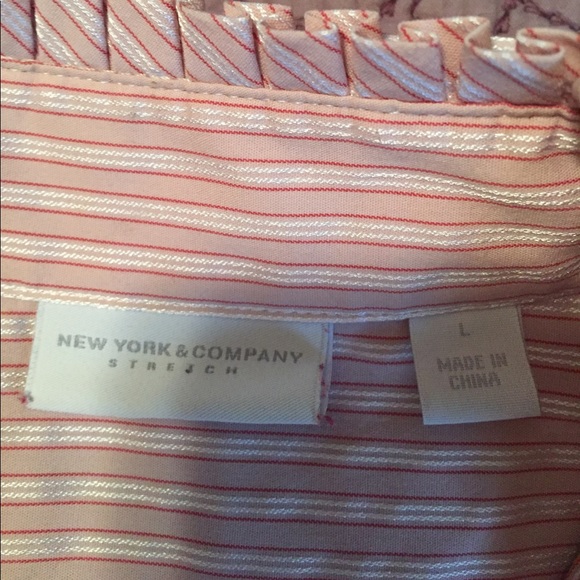 NEW YORK & COMPANY
STRETCH
L
MADE IN
CHINA